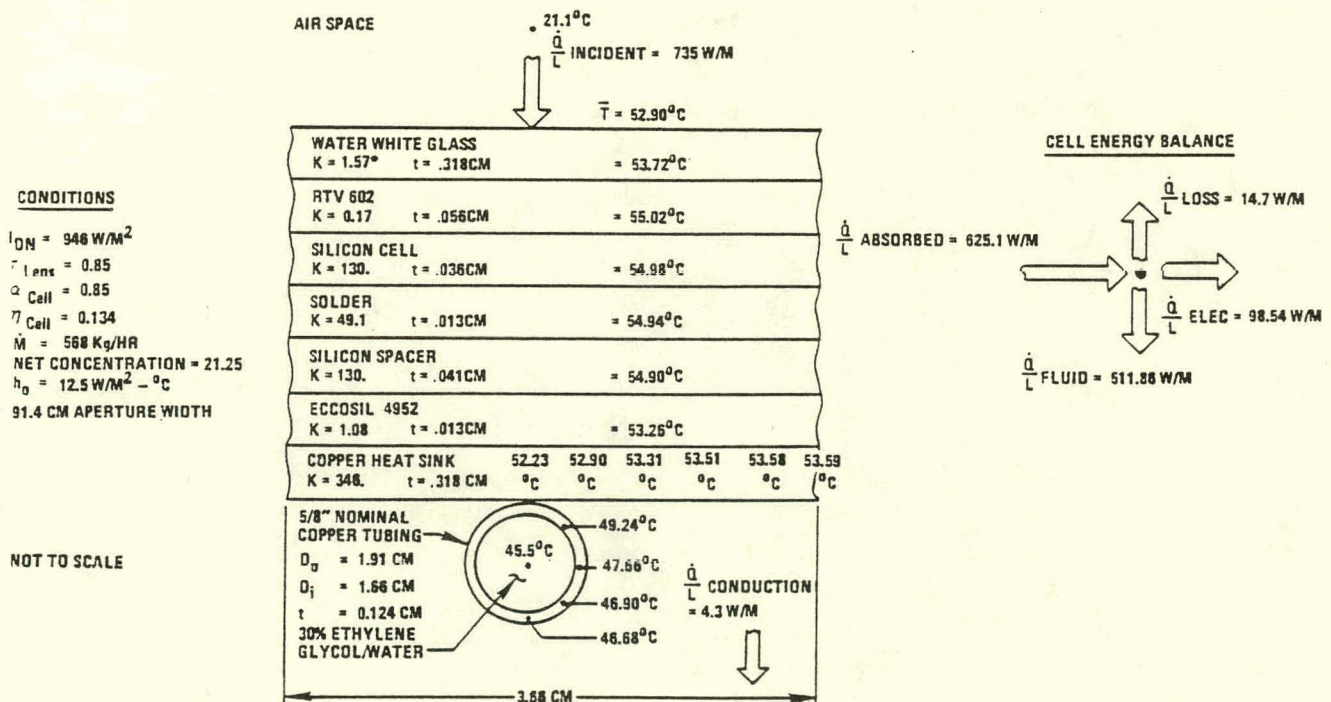 AIR SPACE
21.1°C
Q̇/L INCIDENT = 735 W/M
T̄ = 52.90°C
WATER WHITE GLASS
K = 1.57* t = .318CM = 53.72°C
RTV 602
K = 0.17 t = .056CM = 55.02°C
SILICON CELL
K = 130. t = .036CM = 54.98°C
SOLDER
K = 49.1 t = .013CM = 54.94°C
SILICON SPACER
K = 130. t = .041CM = 54.90°C
ECCOSIL 4952
K = 1.08 t = .013CM = 53.26°C
COPPER HEAT SINK 52.23 52.90 53.31 53.51 53.58 53.59
K = 346. t = .318 CM °C °C °C °C °C °C
CONDITIONS
I DN = 946 W/M²
τ Lens = 0.85
α Cell = 0.85
η Cell = 0.134
Ṁ = 568 Kg/HR
NET CONCENTRATION = 21.25
h₀ = 12.5 W/M² – °C
91.4 CM APERTURE WIDTH
NOT TO SCALE
5/8" NOMINAL
COPPER TUBING
D₀ = 1.91 CM
Dᵢ = 1.66 CM
t = 0.124 CM
30% ETHYLENE
GLYCOL/WATER
45.5°C
49.24°C
47.66°C
46.90°C
46.68°C
Q̇/L CONDUCTION
= 4.3 W/M
3.68 CM
CELL ENERGY BALANCE
Q̇/L LOSS = 14.7 W/M
Q̇/L ABSORBED = 625.1 W/M
Q̇/L ELEC = 98.54 W/M
Q̇/L FLUID = 511.86 W/M